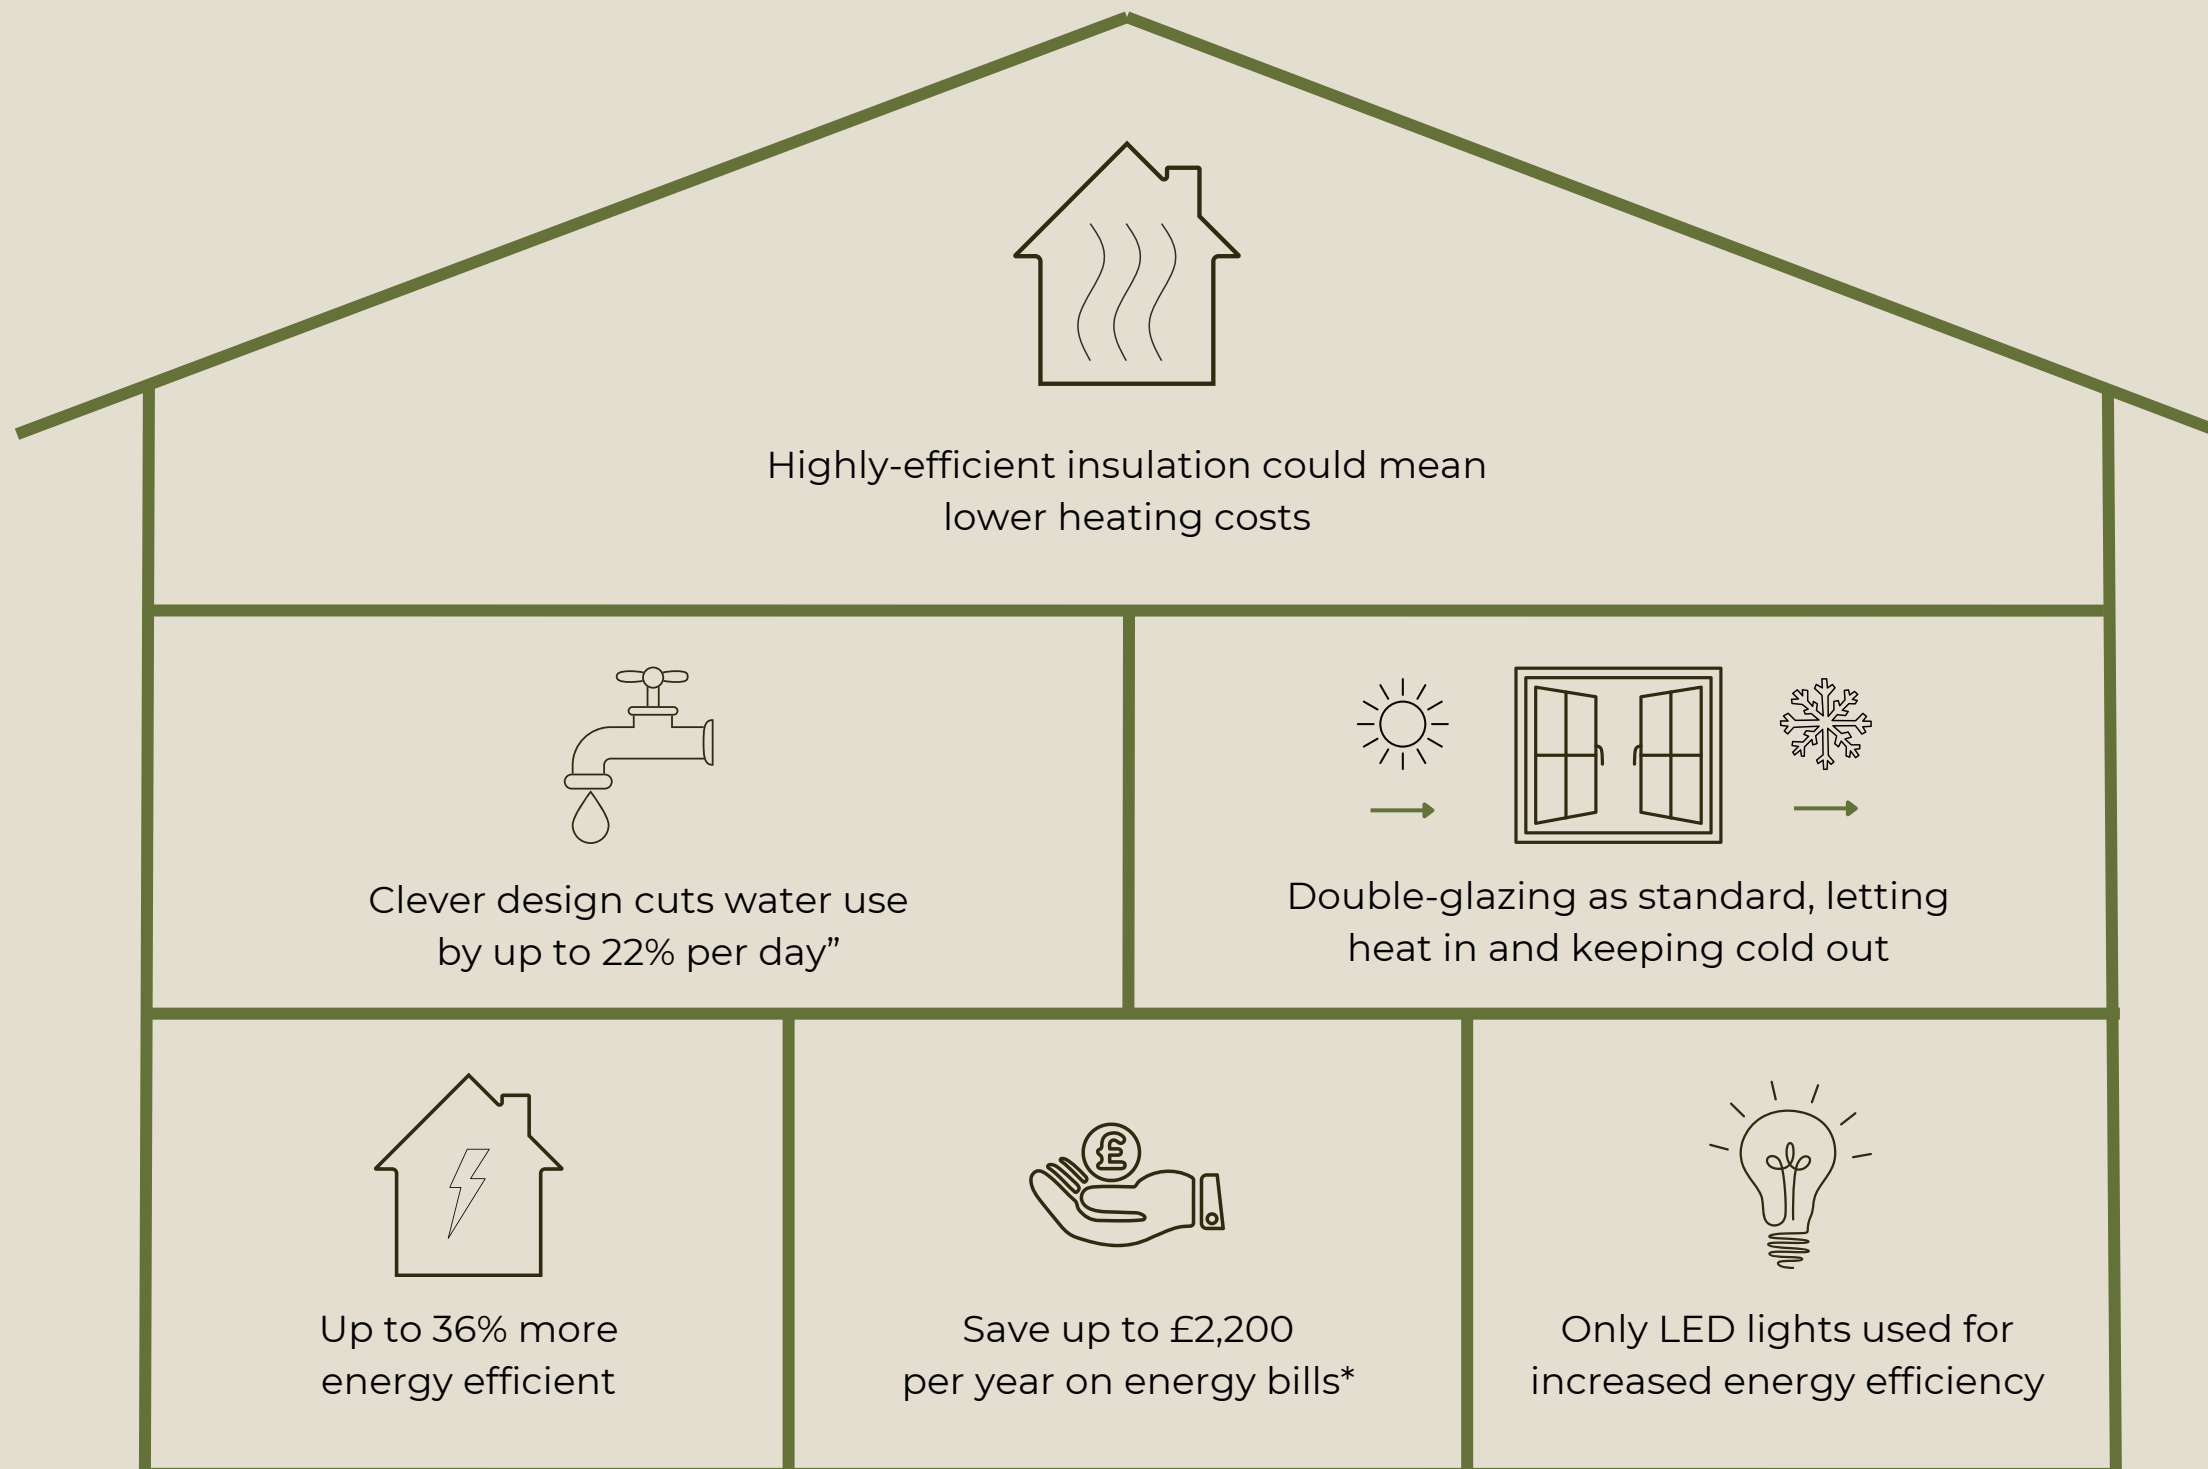 Highly-efficient insulation could mean
lower heating costs
Clever design cuts water use
by up to 22% per day”
Double-glazing as standard, letting
heat in and keeping cold out
Up to 36% more
energy efficient
£
Save up to £2,200
per year on energy bills*
Only LED lights used for
increased energy efficiency